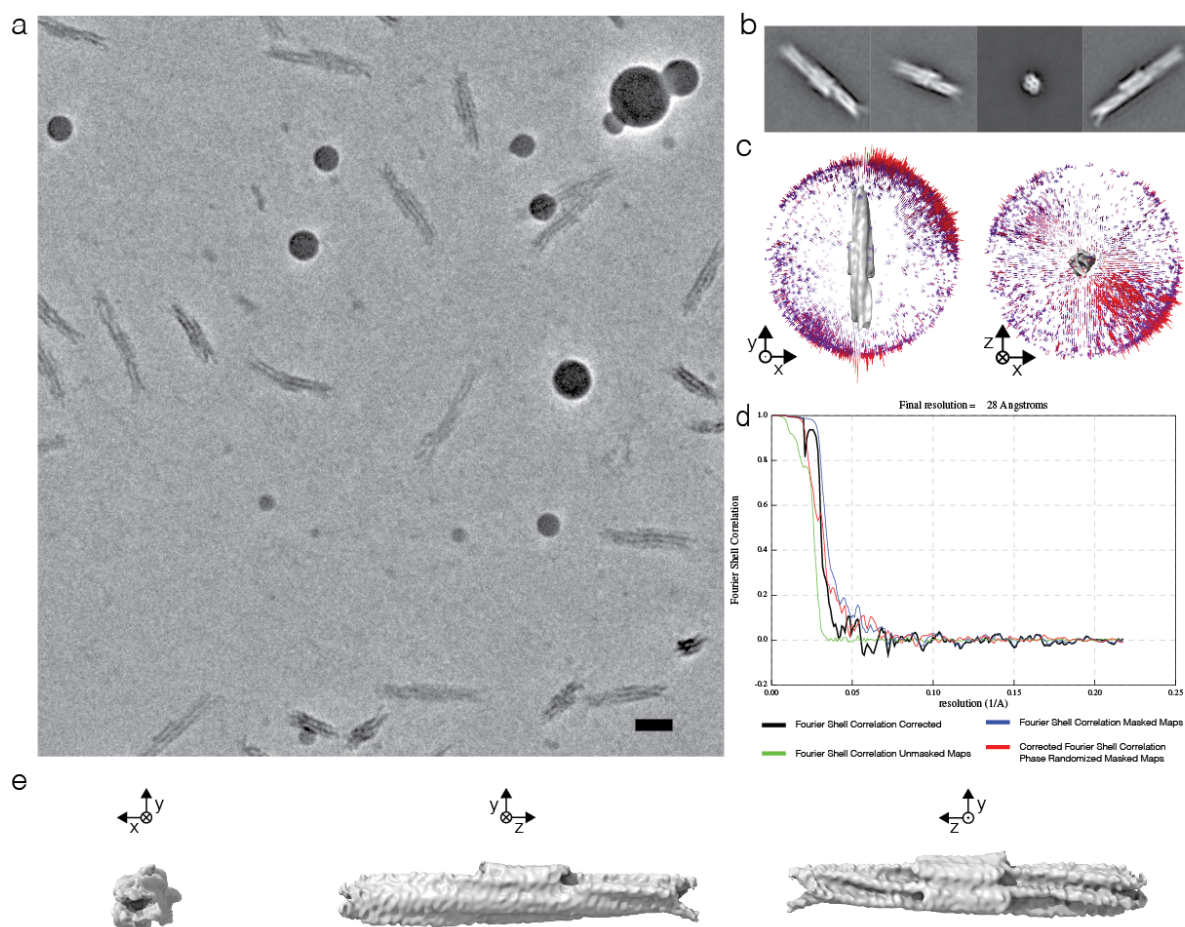 a
b
c
y
x
z
x
d
Final resolution = 28 Angstroms
1.0
0.8
0.6
0.4
0.2
0.0
-0.2
Fourier Shell Correlation
0.00
0.05
0.10
0.15
0.20
0.25
resolution (1/A)
Fourier Shell Correlation Corrected
Fourier Shell Correlation Masked Maps
Fourier Shell Correlation Unmasked Maps
Corrected Fourier Shell Correlation
Phase Randomized Masked Maps
e
y
x
y
z
y
z